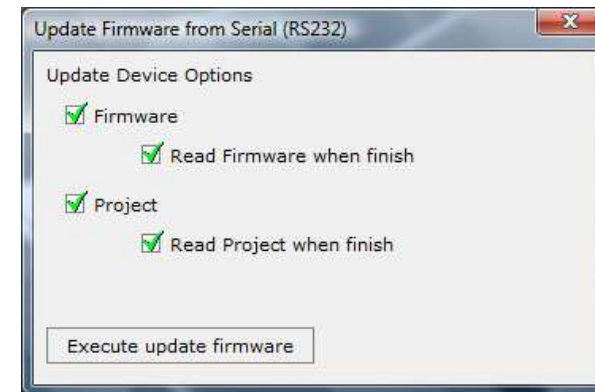 Update Firmware from Serial (RS232)
Update Device Options
Firmware
Read Firmware when finish
Project
Read Project when finish
Execute update firmware